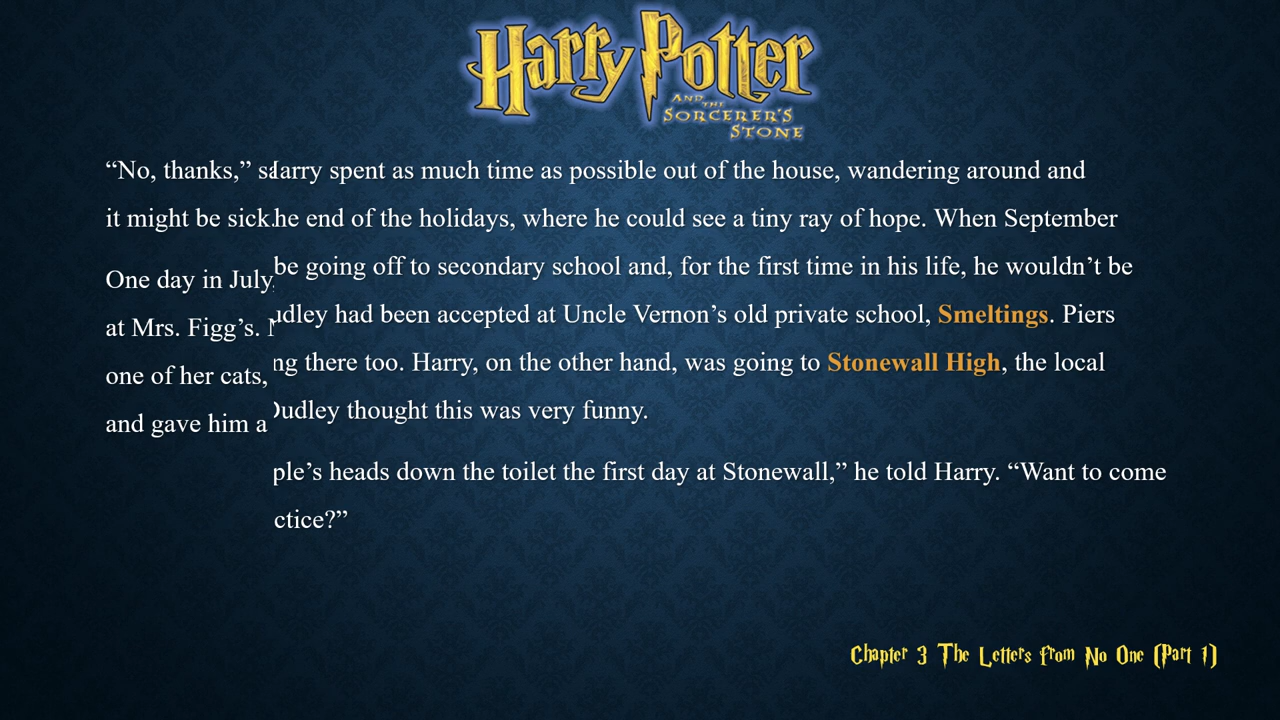 Harry Potter
AND THE
SORCERER'S
STONE
“No, thanks,” s arry spent as much time as possible out of the house, wandering around and
it might be sick. he end of the holidays, where he could see a tiny ray of hope. When September
One day in July be going off to secondary school and, for the first time in his life, he wouldn’t be
at Mrs. Figg’s. dley had been accepted at Uncle Vernon’s old private school, Smeltings. Piers
one of her cats, ng there too. Harry, on the other hand, was going to Stonewall High, the local
and gave him a Dudley thought this was very funny.
ple’s heads down the toilet the first day at Stonewall,” he told Harry. “Want to come
ctice?”
Chapter 3 The Letters from No One (Part 1)